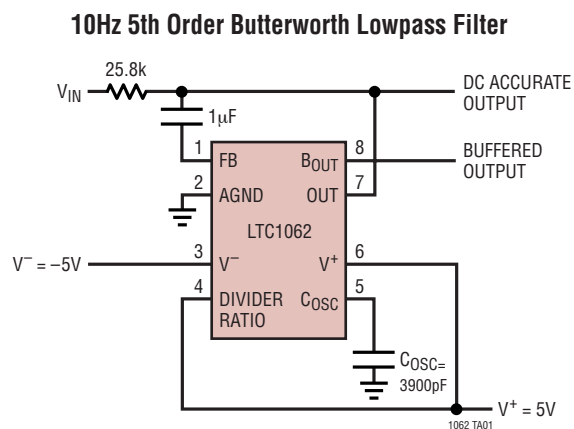 10Hz 5th Order Butterworth Lowpass Filter
25.8k
VIN
DC ACCURATE
OUTPUT
1µF
1
FB
BOUT
8
BUFFERED
OUTPUT
2
AGND
OUT
7
LTC1062
V− = −5V
3
V−
V+
6
4
DIVIDER
RATIO
COSC
5
COSC=
3900pF
V+ = 5V
1062 TA01